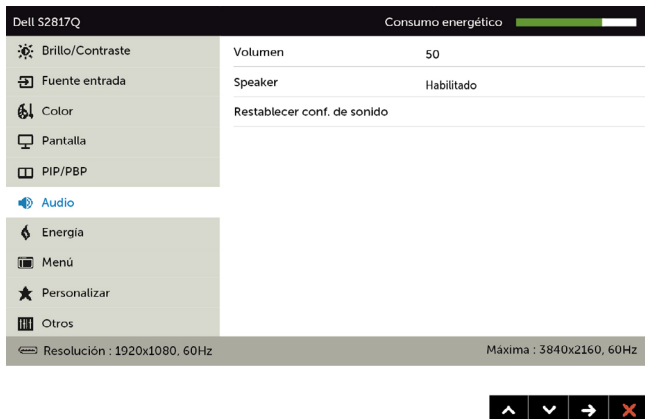 Dell S2817Q
Consumo energético
Brillo/Contraste
Fuente entrada
Color
Pantalla
PIP/PBP
Audio
Energía
Menú
Personalizar
Otros
Volumen 50
Speaker Habilitado
Restablecer conf. de sonido
Resolución : 1920x1080, 60Hz
Máxima : 3840x2160, 60Hz